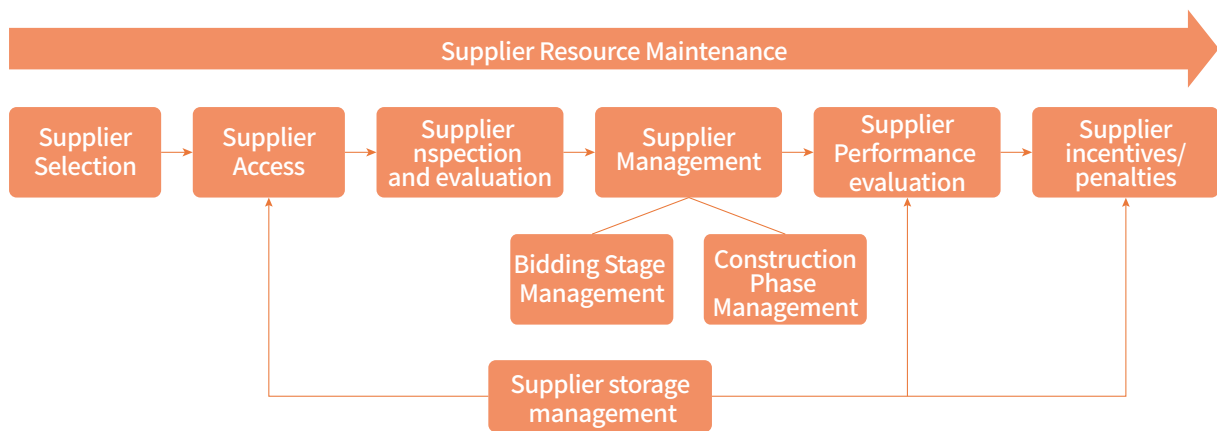 Supplier Resource Maintenance
Supplier
Selection
Supplier
Access
Supplier
nspection
and evaluation
Supplier
Management
Supplier
Performance
evaluation
Supplier
incentives/
penalties
Bidding Stage
Management
Construction
Phase
Management
Supplier storage
management